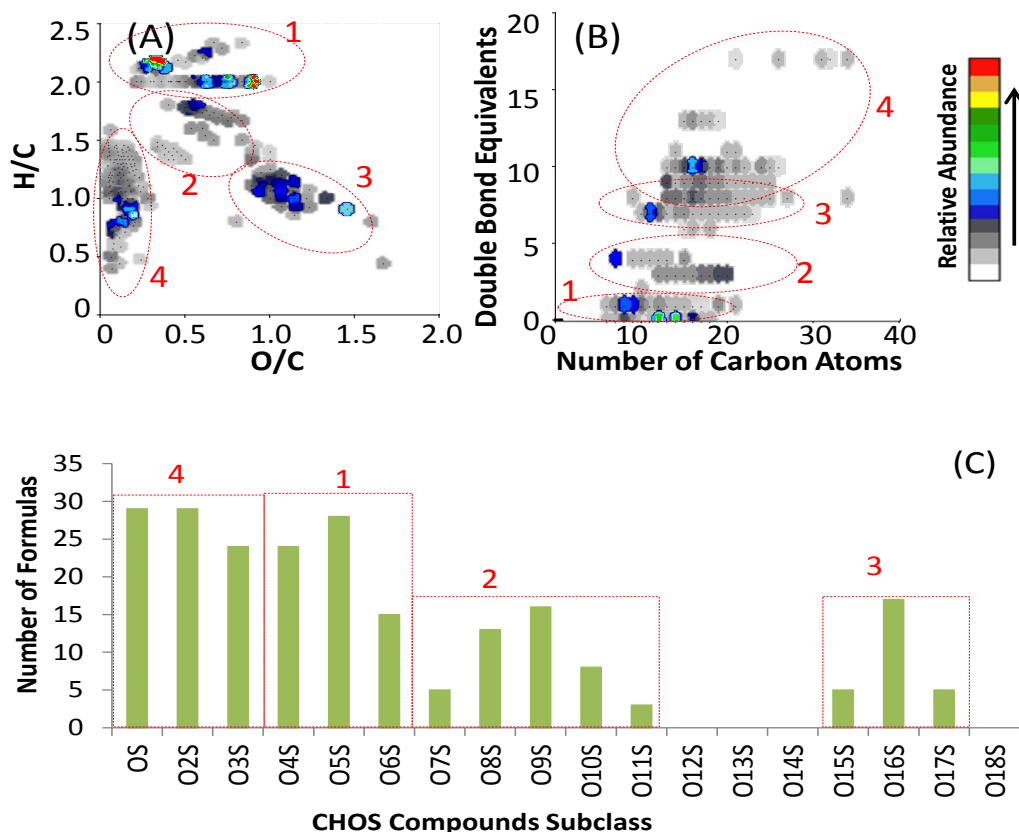 (A)
1
2
3
4
H/C
2.5
2.0
1.5
1.0
0.5
0
0
0.5
1.0
1.5
2.0
O/C
(B)
4
3
2
1
Double Bond Equivalents
20
15
10
5
0
0
10
20
30
40
Number of Carbon Atoms
Relative Abundance
(C)
4
1
2
3
Number of Formulas
35
30
25
20
15
10
5
0
OS
O2S
O3S
O4S
O5S
O6S
O7S
O8S
O9S
O10S
O11S
O12S
O13S
O14S
O15S
O16S
O17S
O18S
CHOS Compounds Subclass